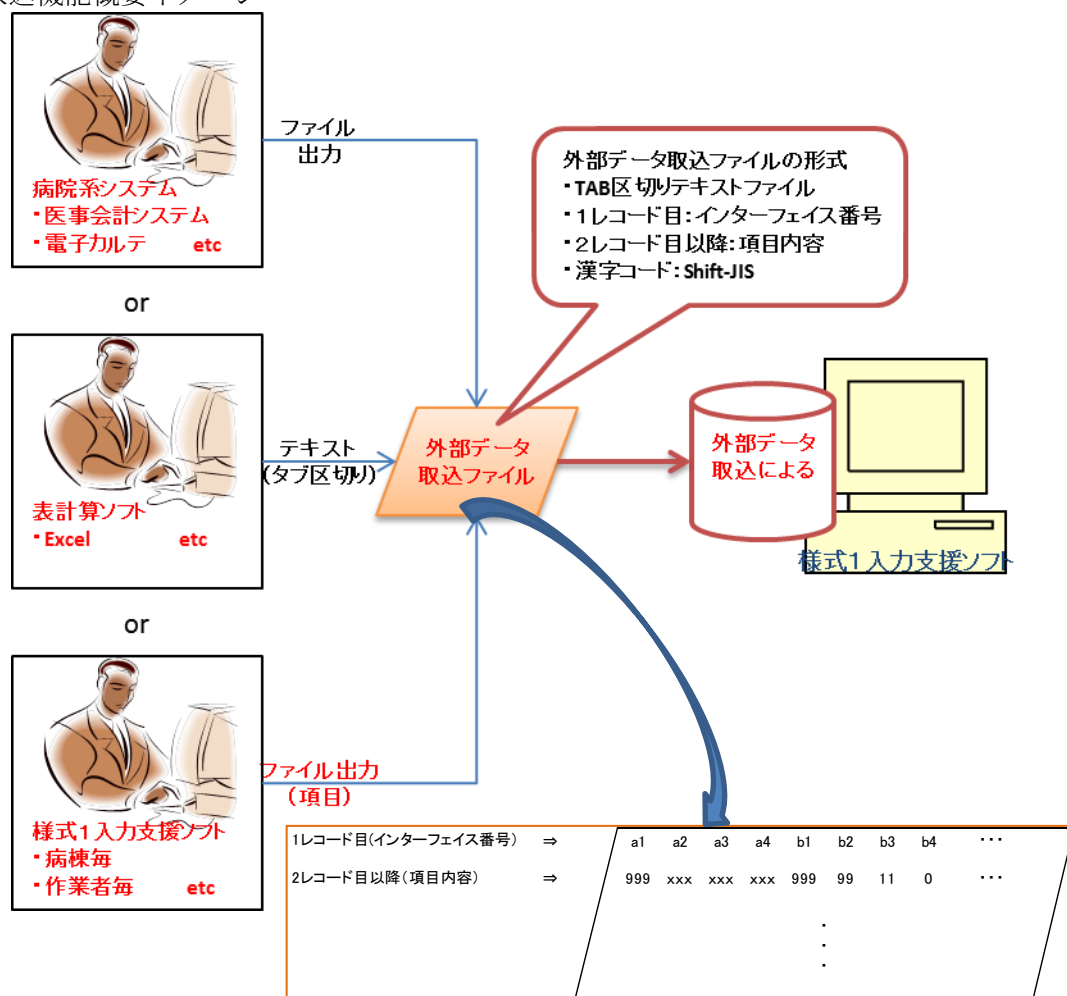 病院系システム
・医事会計システム
・電子カルテ etc
ファイル
出力
外部データ取込ファイルの形式
・TAB区切りテキストファイル
・1レコード目:インターフェイス番号
・2レコード目以降:項目内容
・漢字コード:Shift-JIS
or
表計算ソフト
・Excel etc
テキスト
(タブ区切り)
外部データ
取込ファイル
外部データ
取込による
様式1入力支援ソフト
or
様式1入力支援ソフト
・病棟毎
・作業者毎 etc
ファイル出力
(項目)
1レコード目(インターフェイス番号) ⇒ a1 a2 a3 a4 b1 b2 b3 b4 ・・・
2レコード目以降(項目内容) ⇒ 999 xxx xxx xxx 999 99 11 0 ・・・
・
・
・